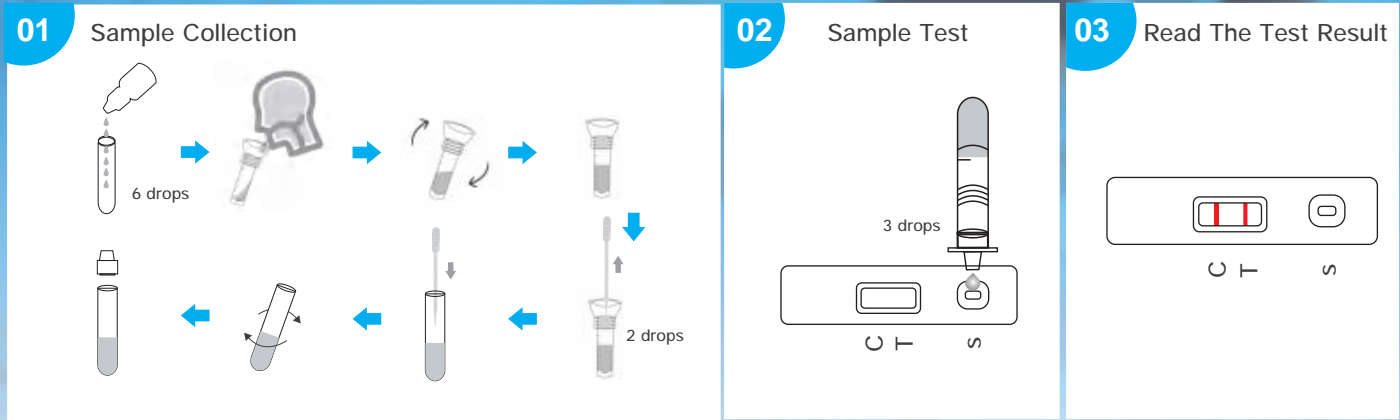 01 Sample Collection
6 drops
2 drops
02 Sample Test
3 drops
C T s
03 Read The Test Result
C T s